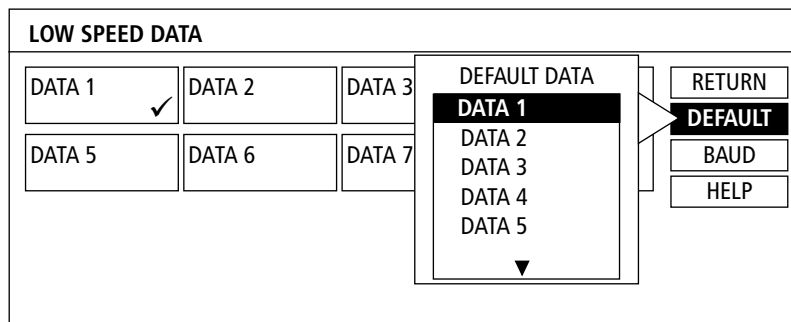 LOW SPEED DATA
DATA 1 ✓
DATA 2
DATA 3
DATA 5
DATA 6
DATA 7
DEFAULT DATA
DATA 1
DATA 2
DATA 3
DATA 4
DATA 5
▼
RETURN
DEFAULT
BAUD
HELP